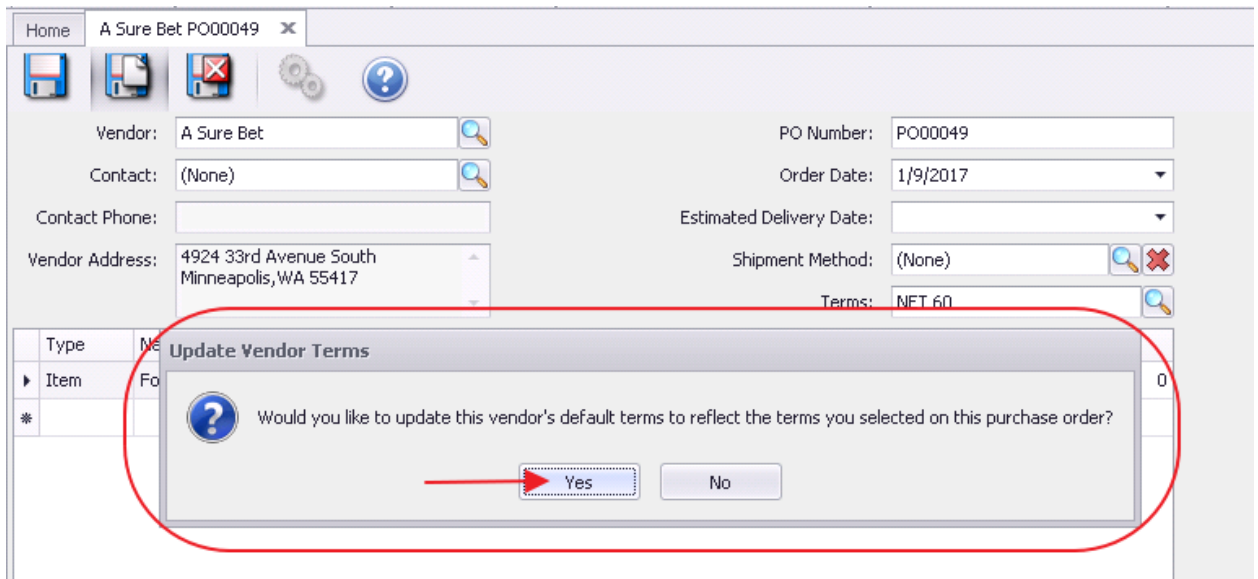 Home A Sure Bet PO00049
Vendor: A Sure Bet PO Number: PO00049
Contact: (None) Order Date: 1/9/2017
Contact Phone: Estimated Delivery Date:
Vendor Address: 4924 33rd Avenue South Shipment Method: (None)
Minneapolis,WA 55417
Terms: NET 60
Type Na
Update Vendor Terms
Item Fo 0
Would you like to update this vendor's default terms to reflect the terms you selected on this purchase order?
Yes No